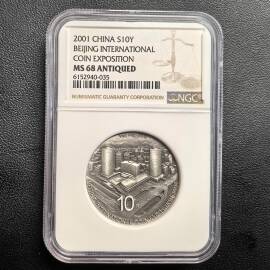 2001 CHINA S10Y
BEIJING INTERNATIONAL
COIN EXPOSITION
MS 68 ANTIQUED
6152940-035
NUMISMATIC GUARANTY CORPORATION
NGC
10